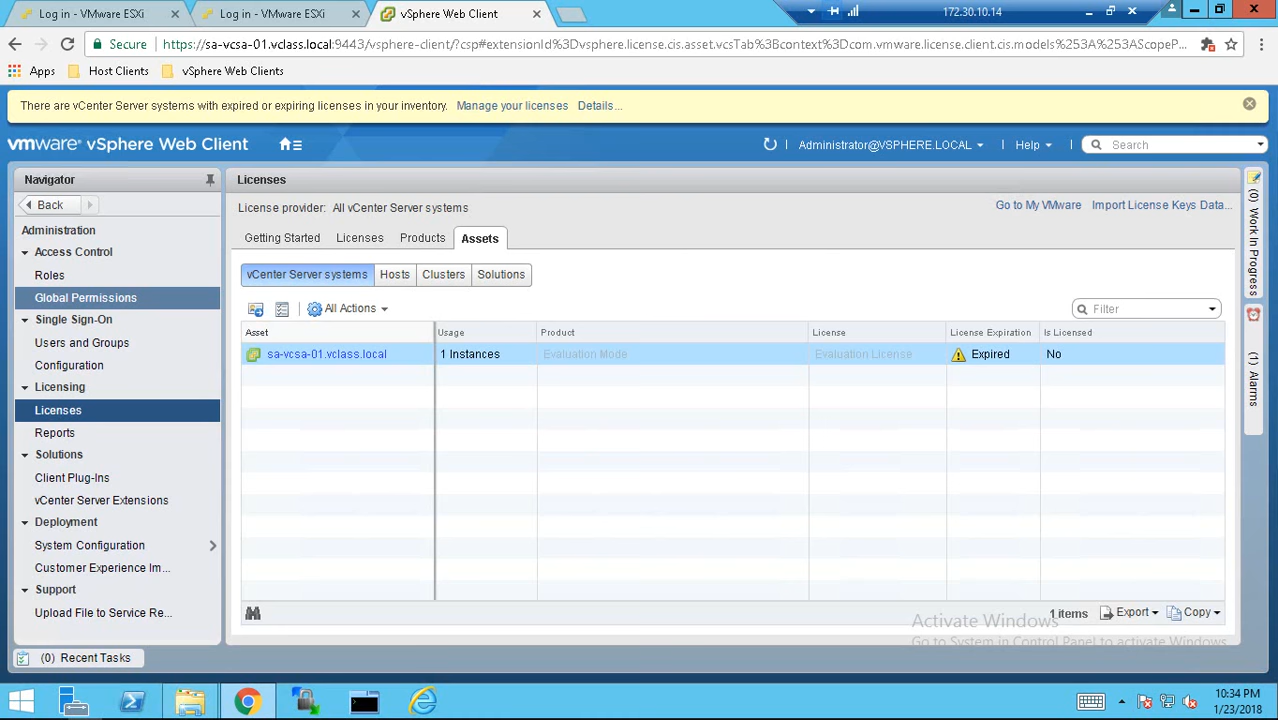 Log in - VMware ESXi
Log in - VMware ESXi
vSphere Web Client
172.30.10.14
Secure
https://sa-vcsa-01.vclass.local:9443/vsphere-client/?csp#extensionId%3Dvsphere.license.cis.asset.vcsTab%3Bcontext%3Dcom.vmware.license.client.cis.models%253A%253AScopeP...
Apps
Host Clients
vSphere Web Clients
There are vCenter Server systems with expired or expiring licenses in your inventory.
Manage your licenses
Details...
vmware® vSphere Web Client
Administrator@VSPHERE.LOCAL
Help
Search
Navigator
Back
Administration
Access Control
Roles
Global Permissions
Single Sign-On
Users and Groups
Configuration
Licensing
Licenses
Reports
Solutions
Client Plug-Ins
vCenter Server Extensions
Deployment
System Configuration
Customer Experience Im...
Support
Upload File to Service Re...
Licenses
License provider: All vCenter Server systems
Go to My VMware
Import License Keys Data...
Getting Started
Licenses
Products
Assets
vCenter Server systems
Hosts
Clusters
Solutions
All Actions
Filter
Asset
Usage
Product
License
License Expiration
Is Licensed
sa-vcsa-01.vclass.local
1 Instances
Evaluation Mode
Evaluation License
Expired
No
1 items
Export
Copy
Activate Windows
Go to System in Control Panel to activate Windows.
(0) Work In Progress
(1) Alarms
(0) Recent Tasks
10:34 PM
1/23/2018